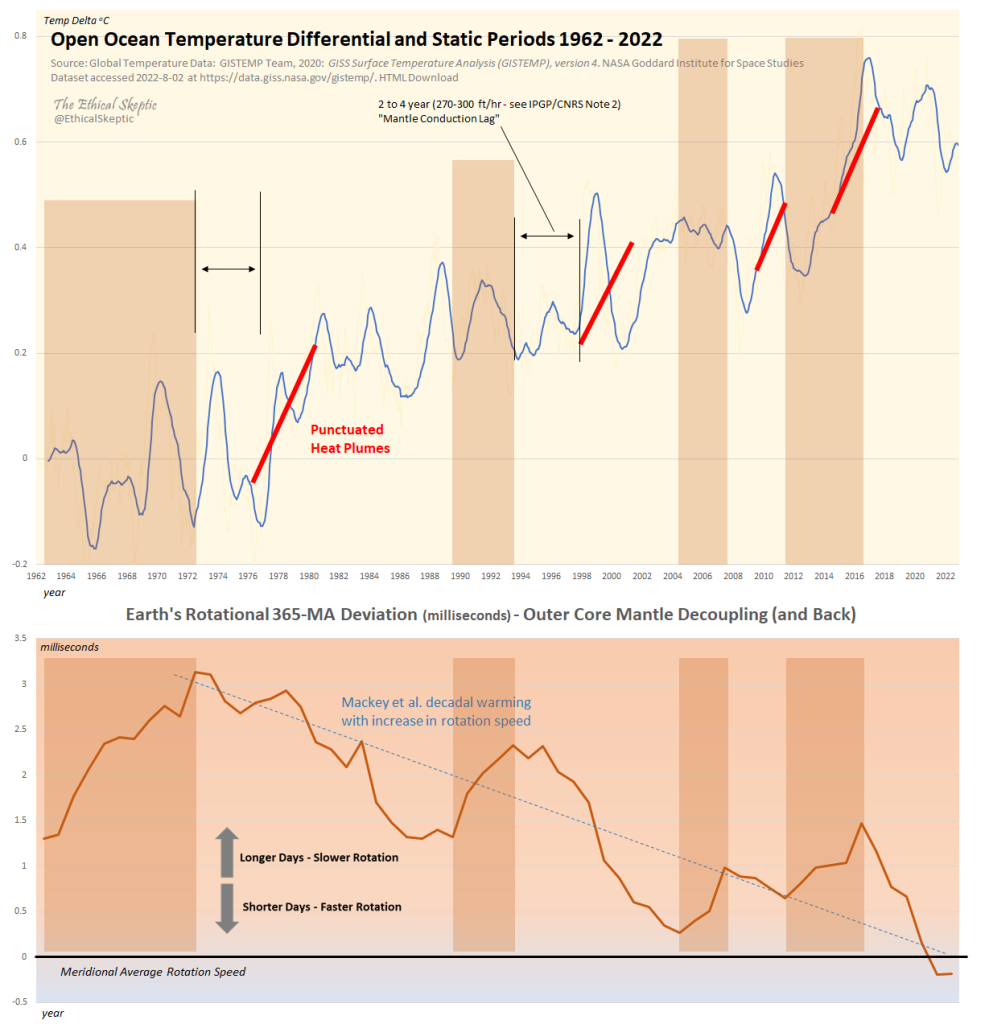 Temp Delta ºC
0.8
Open Ocean Temperature Differential and Static Periods 1962 - 2022
Source: Global Temperature Data: GISTEMP Team, 2020: GISS Surface Temperature Analysis (GISTEMP), version 4. NASA Goddard Institute for Space Studies
Dataset accessed 2022-8-02 at https://data.giss.nasa.gov/gistemp/. HTML Download
The Ethical Skeptic
@EthicalSkeptic
2 to 4 year (270-300 ft/hr - see IPGP/CNRS Note 2)
"Mantle Conduction Lag"
0.6
0.4
0.2
Punctuated
Heat Plumes
0
-0.2
1962 1964 1966 1968 1970 1972 1974 1976 1978 1980 1982 1984 1986 1988 1990 1992 1994 1996 1998 2000 2002 2004 2006 2008 2010 2012 2014 2016 2018 2020 2022
year
Earth's Rotational 365-MA Deviation (milliseconds) - Outer Core Mantle Decoupling (and Back)
3.5
milliseconds
3
Mackey et al. decadal warming
with increase in rotation speed
2.5
2
1.5
Longer Days - Slower Rotation
1
Shorter Days - Faster Rotation
0.5
0
Meridional Average Rotation Speed
-0.5
year